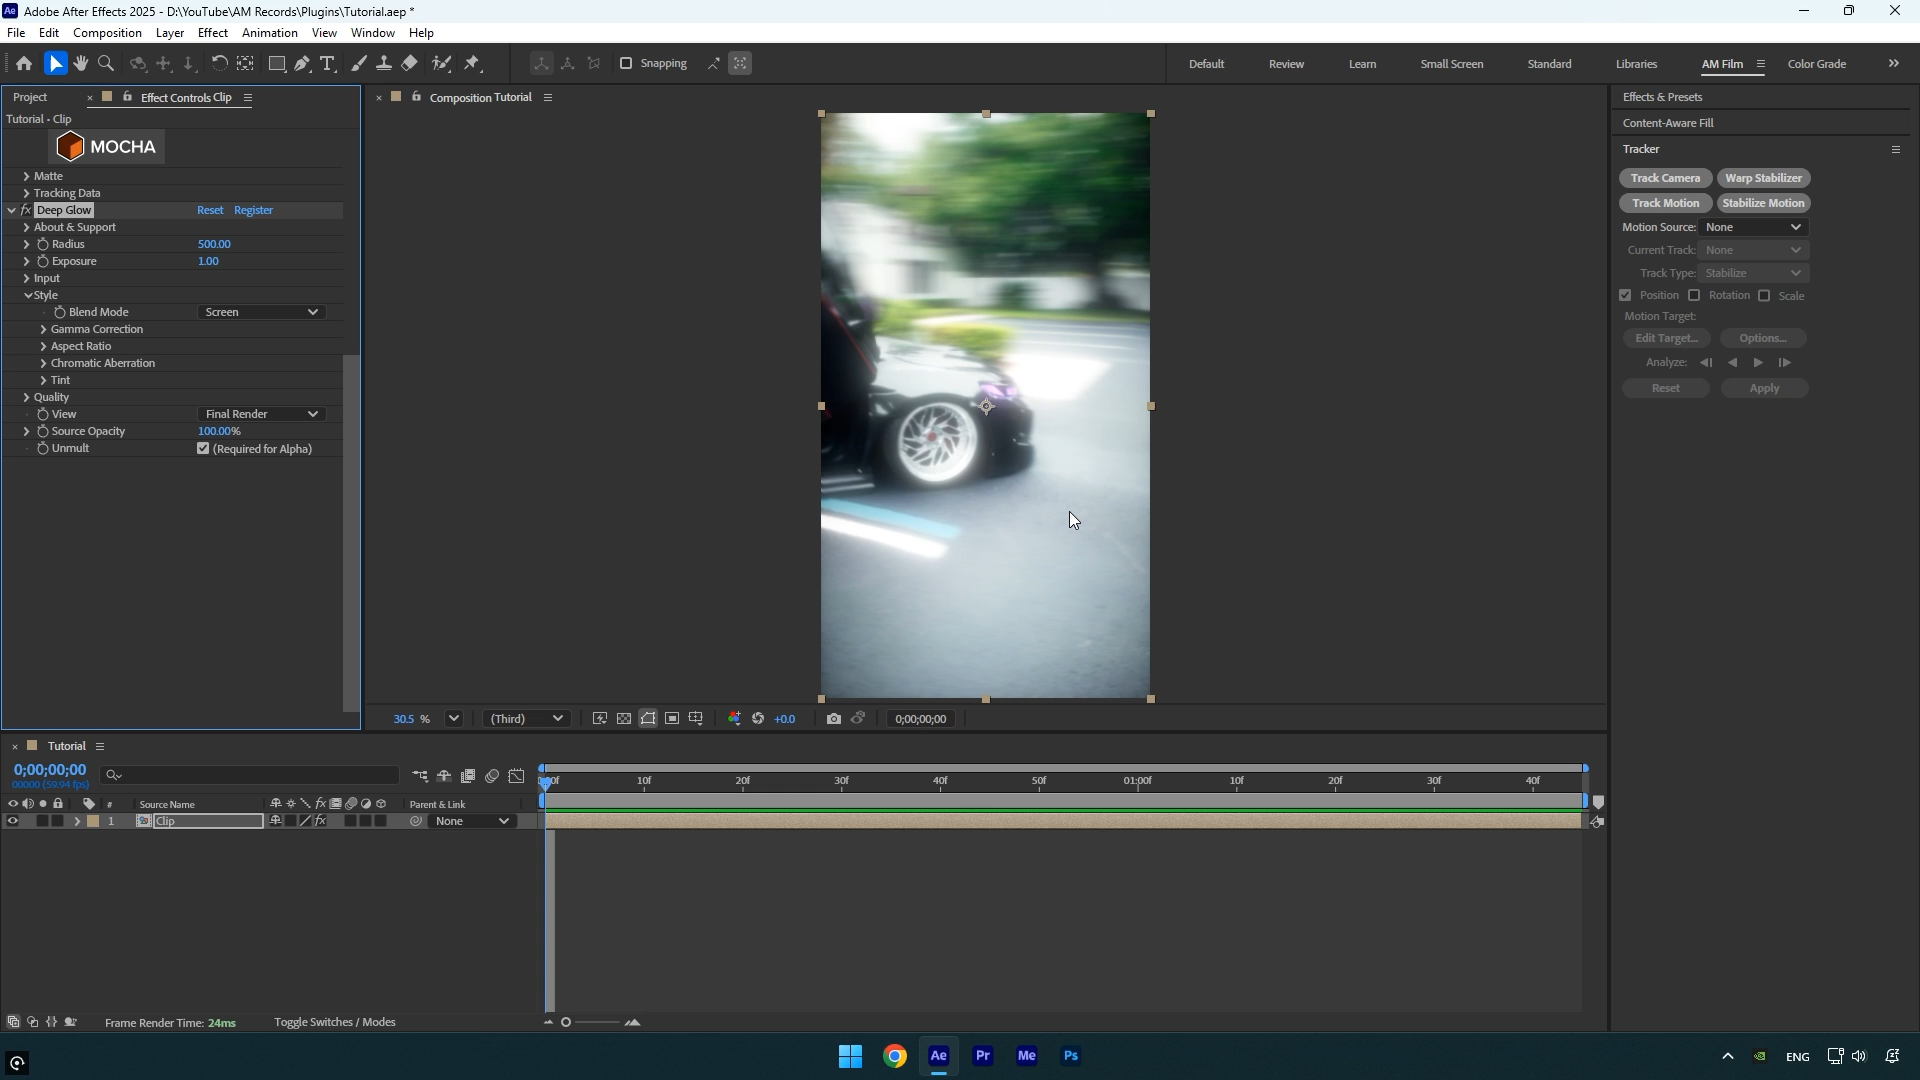 Adobe After Effects 2025 - D:\YouTube\AM Records\Plugins\Tutorial.aep *
File Edit Composition Layer Effect Animation View Window Help
Snapping
Default Review Learn Small Screen Standard Libraries AM Film Color Grade
Project
Effect Controls Clip
Tutorial • Clip
MOCHA
Matte
Tracking Data
fx Deep Glow Reset Register
About & Support
Radius 500.00
Exposure 1.00
Input
Style
Blend Mode Screen
Gamma Correction
Aspect Ratio
Chromatic Aberration
Tint
Quality
View Final Render
Source Opacity 100.00%
Unmult (Required for Alpha)
Composition Tutorial
30.5 % (Third) +0.0 0;00;00;00
Effects & Presets
Content-Aware Fill
Tracker
Track Camera Warp Stabilizer
Track Motion Stabilize Motion
Motion Source: None
Current Track: None
Track Type: Stabilize
Position Rotation Scale
Motion Target:
Edit Target... Options...
Analyze:
Reset Apply
Tutorial
0;00;00;00
00000 (59.94 fps)
10f 20f 30f 40f 50f 01:00f 10f 20f 30f 40f
# Source Name fx Parent & Link
1 Clip fx None
Frame Render Time: 24ms Toggle Switches / Modes
Ae Pr Me Ps ENG